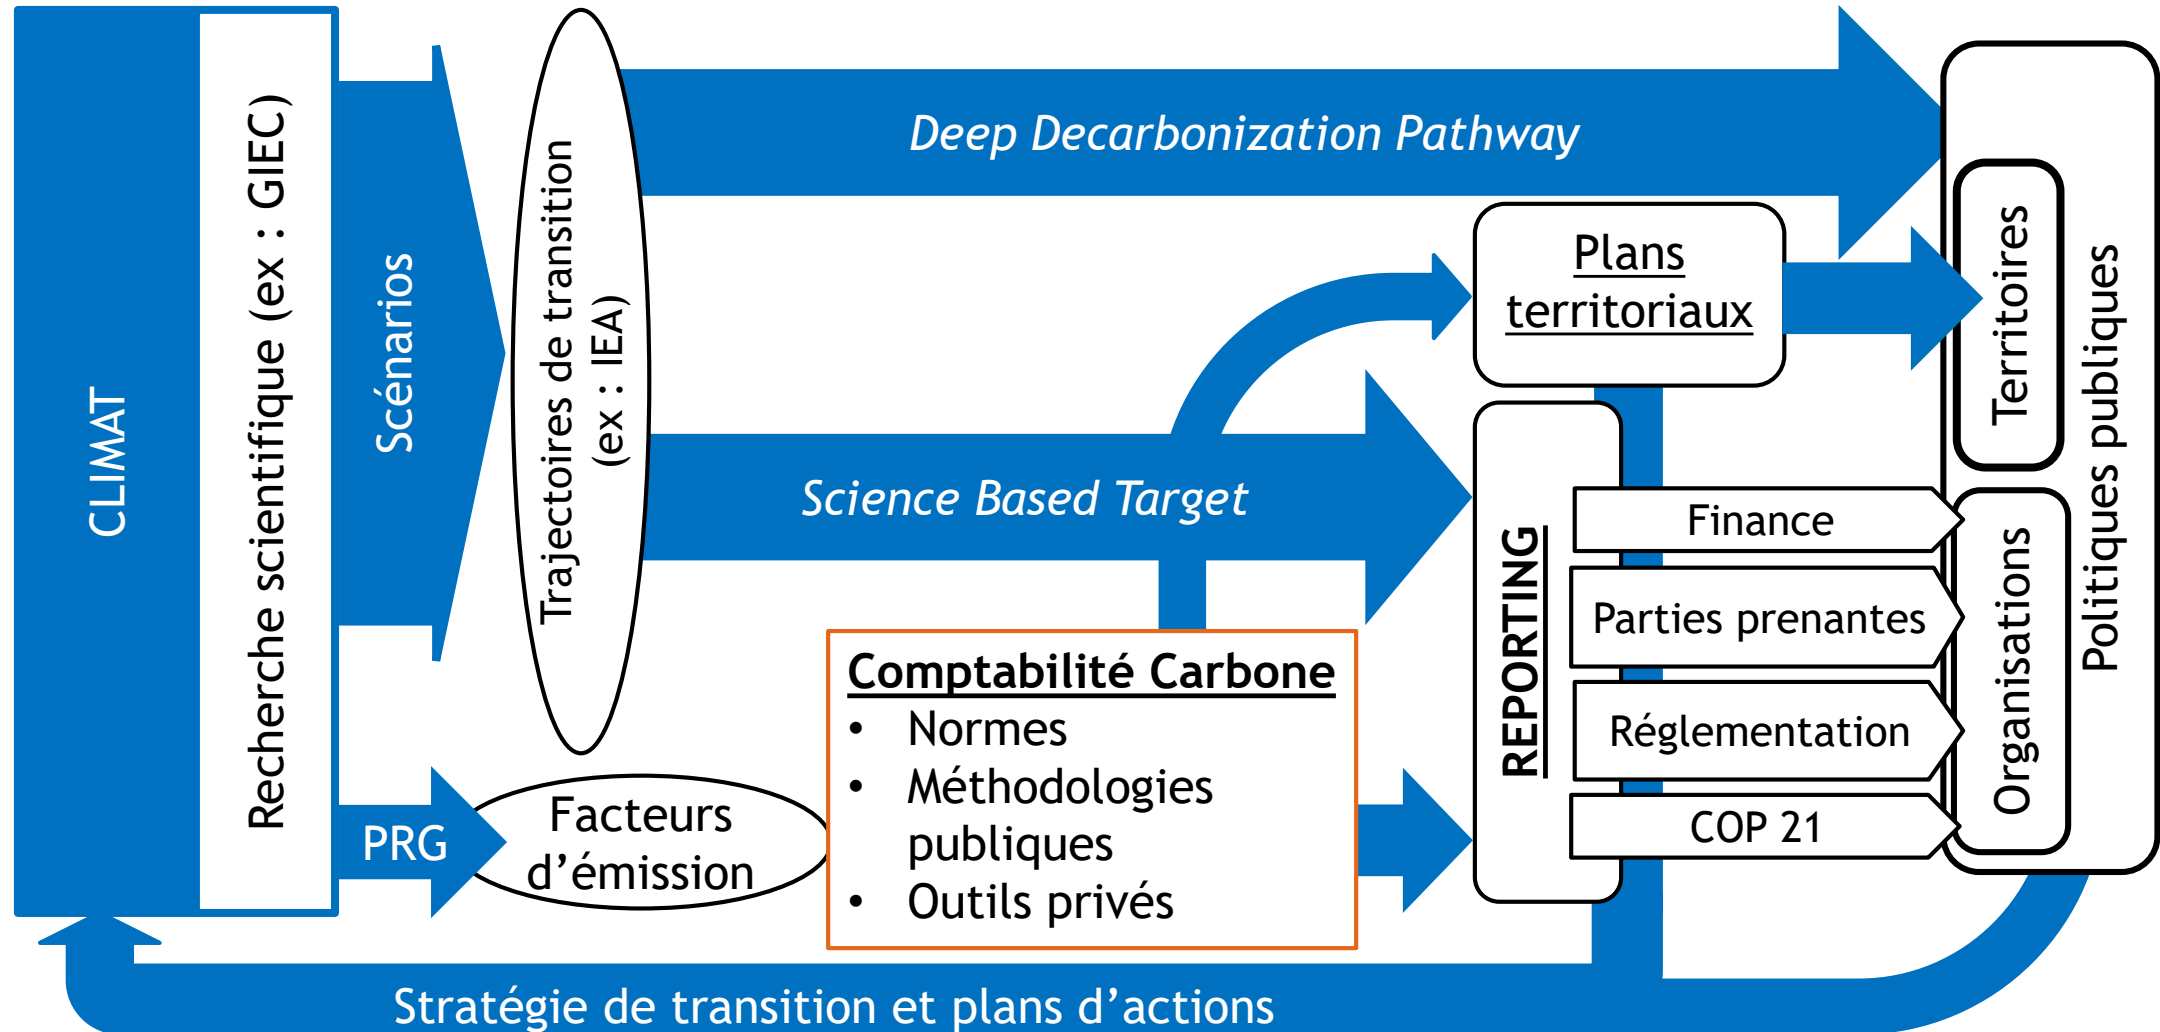 CLIMAT
Recherche scientifique (ex : GIEC)
Scénarios
Trajectoires de transition
(ex : IEA)
Deep Decarbonization Pathway
Plans
territoriaux
Territoires
Politiques publiques
Science Based Target
REPORTING
Finance
Parties prenantes
Réglementation
COP 21
Organisations
PRG
Facteurs
d’émission
Comptabilité Carbone
• Normes
• Méthodologies
publiques
• Outils privés
Stratégie de transition et plans d’actions